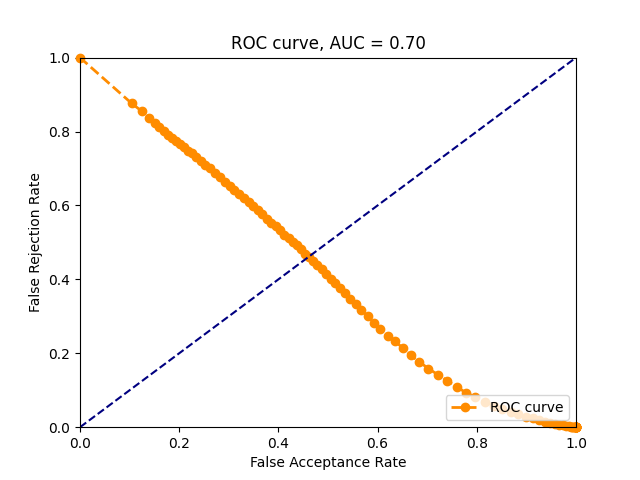 ROC curve, AUC = 0.70
1.0
0.8
0.6
0.4
0.2
0.0
False Rejection Rate
ROC curve
0.0 0.2 0.4 0.6 0.8 1.0
False Acceptance Rate